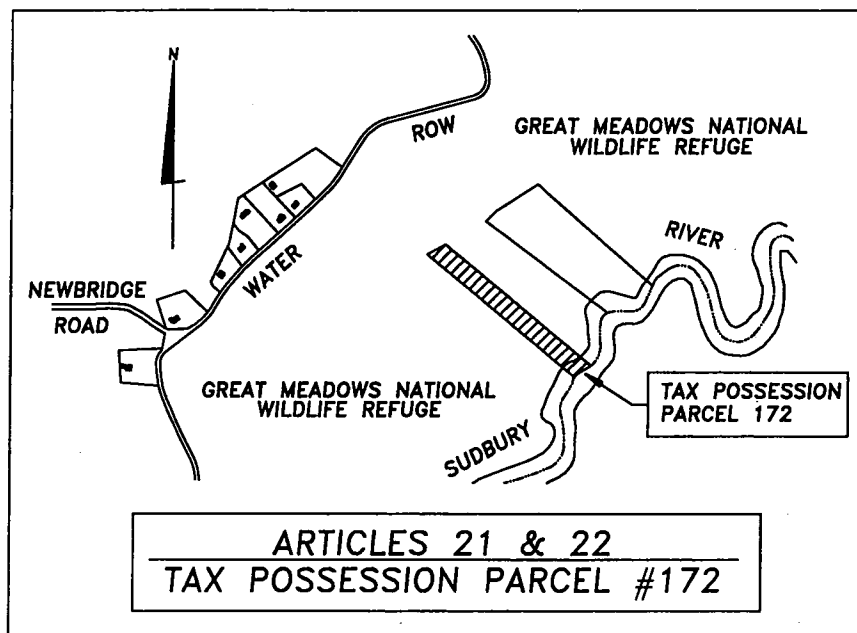 N
ROW
GREAT MEADOWS NATIONAL
WILDLIFE REFUGE
RIVER
WATER
NEWBRIDGE
ROAD
GREAT MEADOWS NATIONAL
WILDLIFE REFUGE
TAX POSSESSION
PARCEL 172
SUDBURY
ARTICLES 21 & 22
TAX POSSESSION PARCEL #172